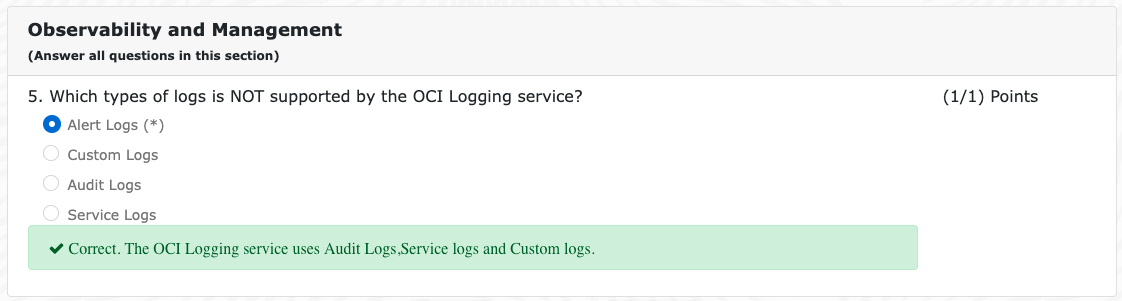 Observability and Management
(Answer all questions in this section)
5. Which types of logs is NOT supported by the OCI Logging service? (1/1) Points
Alert Logs (*)
Custom Logs
Audit Logs
Service Logs
Correct. The OCI Logging service uses Audit Logs,Service logs and Custom logs.